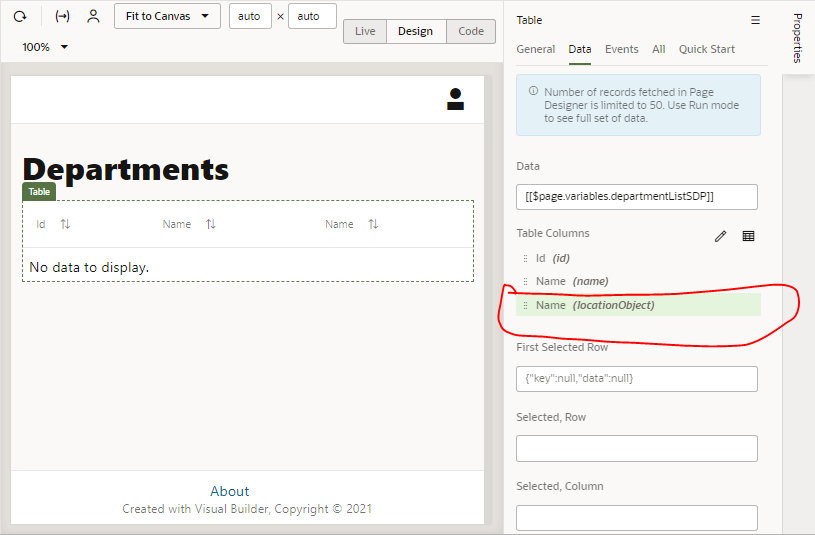 Fit to Canvas
auto × auto
Live Design Code
100%
Departments
Table
Id Name Name
No data to display.
About
Created with Visual Builder, Copyright © 2021
Table
General Data Events All Quick Start
Number of records fetched in Page
Designer is limited to 50. Use Run mode
to see full set of data.
Data
[[$page.variables.departmentListSDP]]
Table Columns
Id (id)
Name (name)
Name (locationObject)
First Selected Row
{"key":null,"data":null}
Selected, Row
Selected, Column
Properties